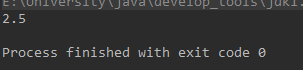 E:\University\java\develop_tools\jdk1.
2.5
Process finished with exit code 0